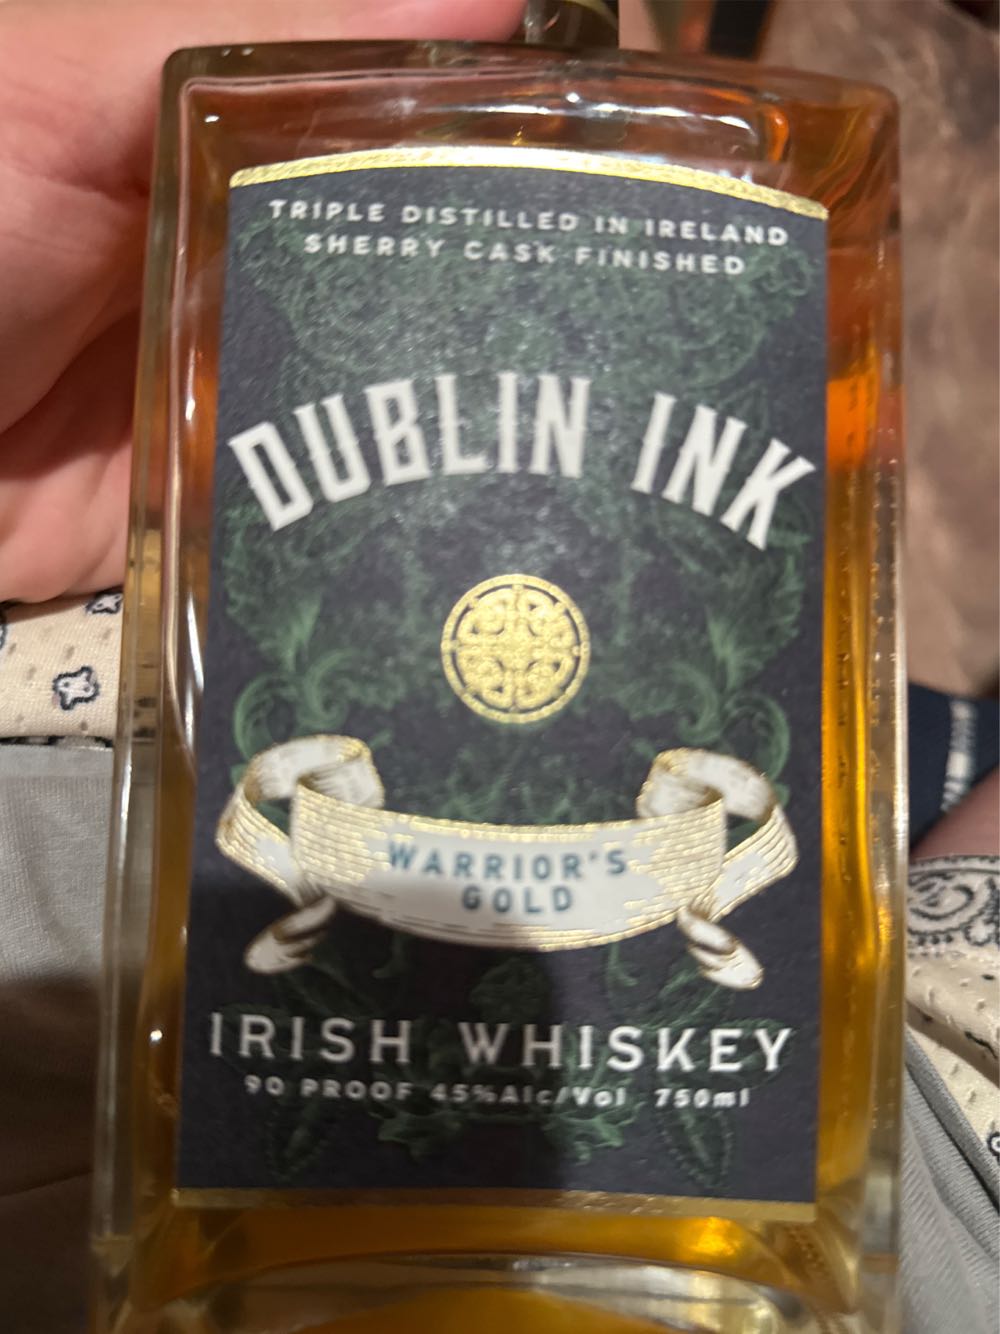 TRIPLE DISTILLED IN IRELAND
SHERRY CASK FINISHED
DUBLIN INK
WARRIOR'S
GOLD
IRISH WHISKEY
90 PROOF 45%Alc/Vol 750ml